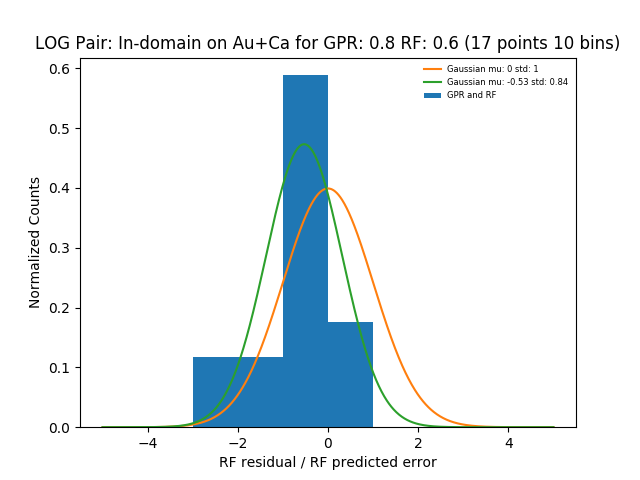 LOG Pair: In-domain on Au+Ca for GPR: 0.8 RF: 0.6 (17 points 10 bins)
Gaussian mu: 0 std: 1
Gaussian mu: -0.53 std: 0.84
GPR and RF
Normalized Counts
0.6
0.5
0.4
0.3
0.2
0.1
0.0
−4 −2 0 2 4
RF residual / RF predicted error